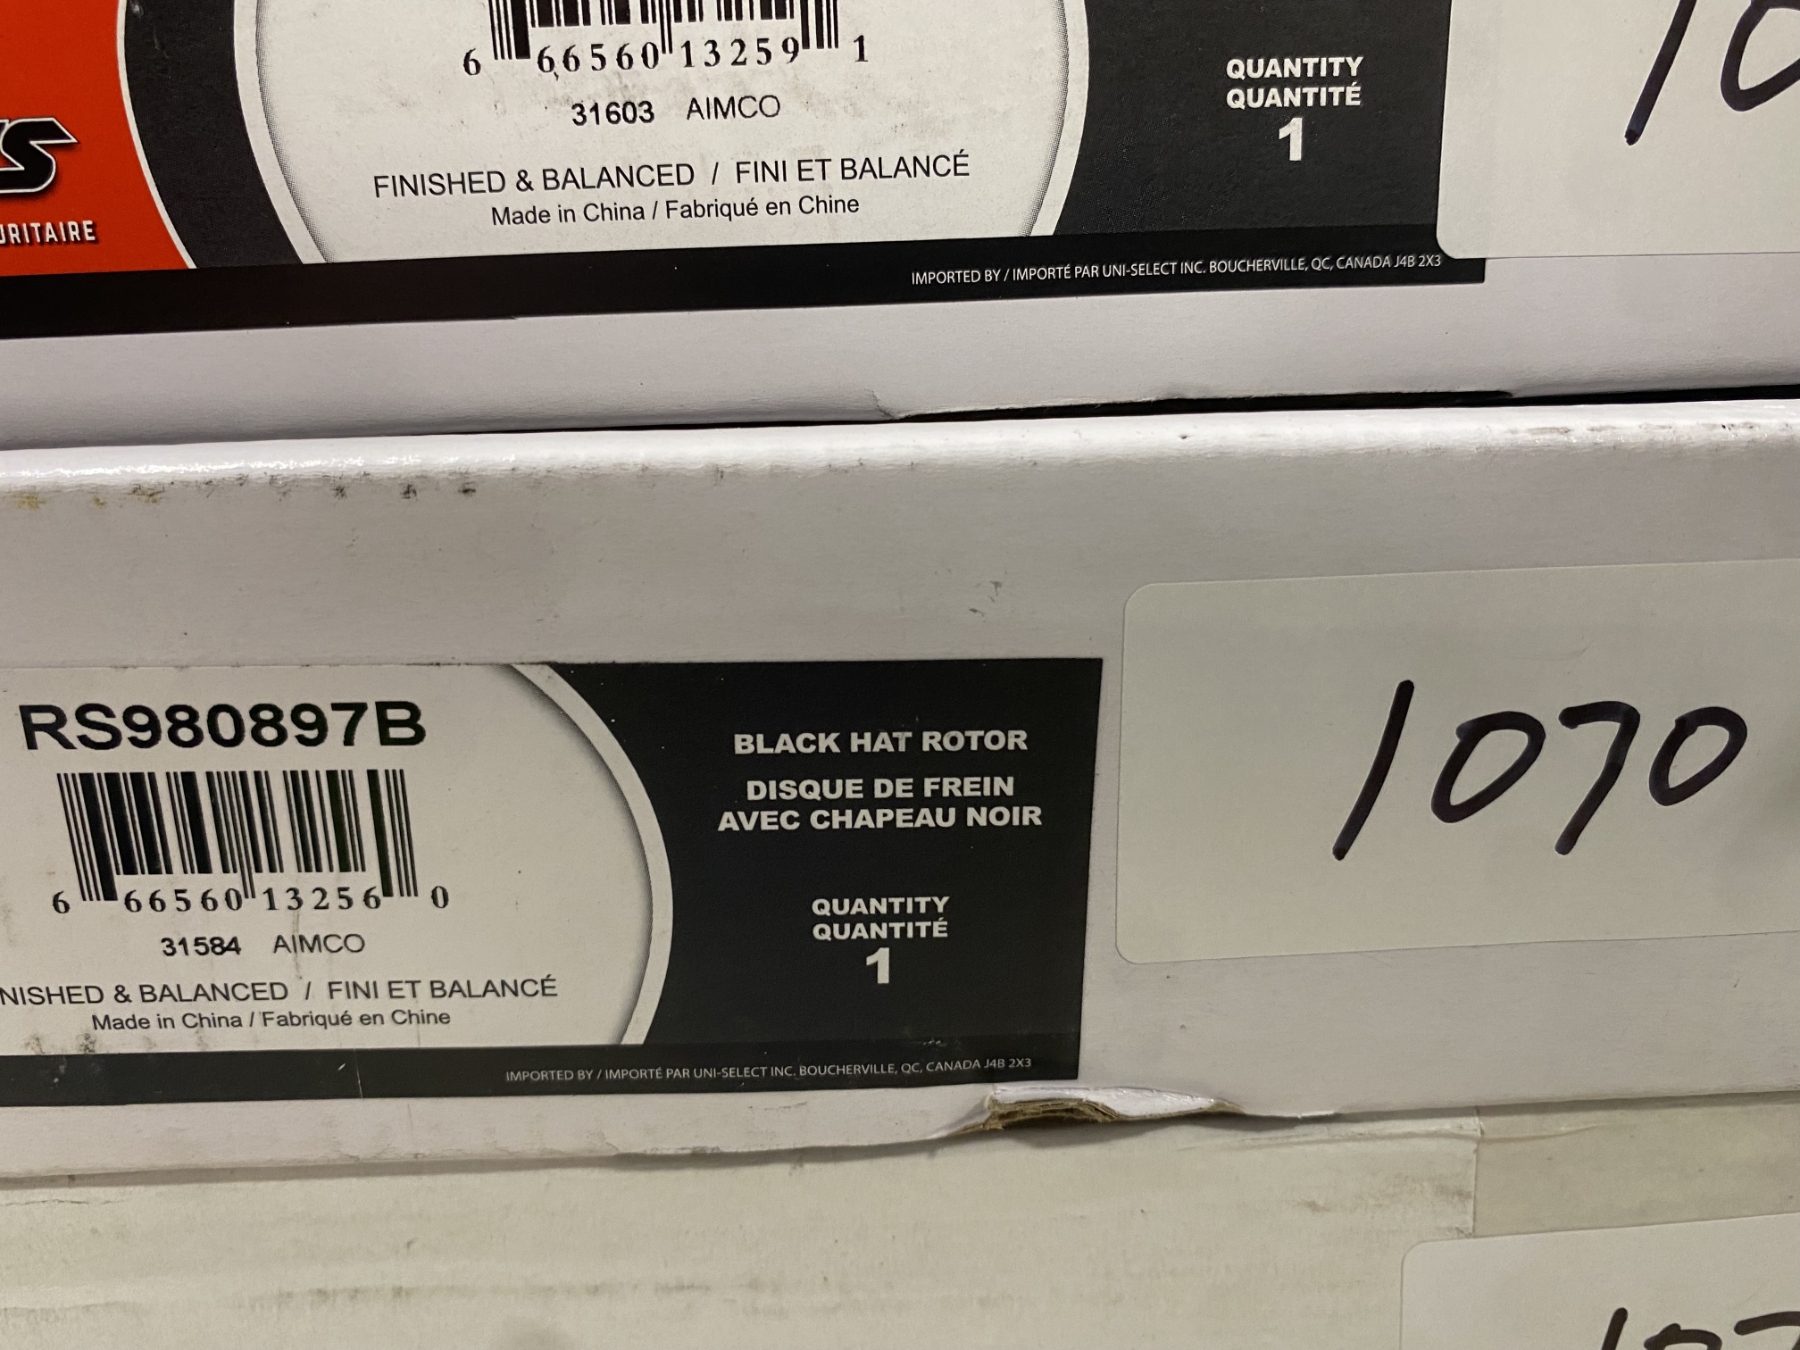 6 66560 13259 1
31603 AIMCO
FINISHED & BALANCED / FINI ET BALANCÉ
Made in China / Fabriqué en Chine
QUANTITY
QUANTITÉ
1
IMPORTED BY / IMPORTÉ PAR UNI-SELECT INC. BOUCHERVILLE, QC, CANADA J4B 2X3
RS980897B
6 66560 13256 0
31584 AIMCO
NISHED & BALANCED / FINI ET BALANCÉ
Made in China / Fabriqué en Chine
BLACK HAT ROTOR
DISQUE DE FREIN
AVEC CHAPEAU NOIR
QUANTITY
QUANTITÉ
1
IMPORTED BY / IMPORTÉ PAR UNI-SELECT INC. BOUCHERVILLE, QC, CANADA J4B 2X3
1070